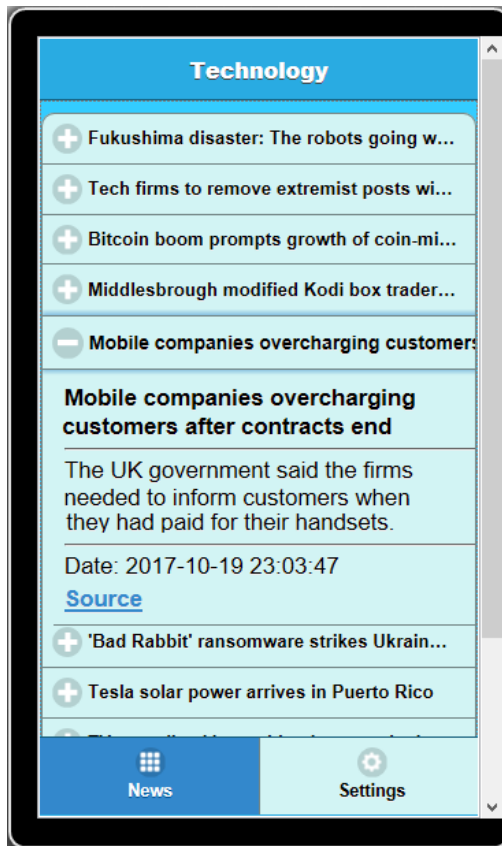 Technology
Fukushima disaster: The robots going w...
Tech firms to remove extremist posts wi...
Bitcoin boom prompts growth of coin-mi...
Middlesbrough modified Kodi box trader...
Mobile companies overcharging customers
Mobile companies overcharging
customers after contracts end
The UK government said the firms
needed to inform customers when
they had paid for their handsets.
Date: 2017-10-19 23:03:47
Source
'Bad Rabbit' ransomware strikes Ukrain...
Tesla solar power arrives in Puerto Rico
News
Settings